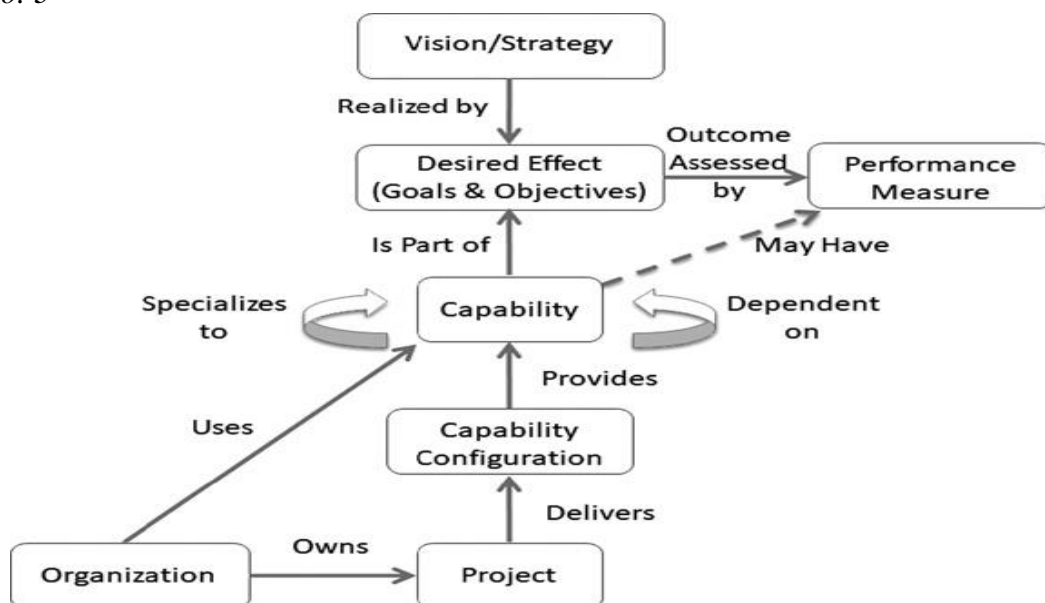 Vision/Strategy
Realized by
Desired Effect
(Goals & Objectives)
Outcome
Assessed
by
Performance
Measure
Is Part of
May Have
Specializes
to
Capability
Dependent
on
Provides
Uses
Capability
Configuration
Delivers
Organization
Owns
Project